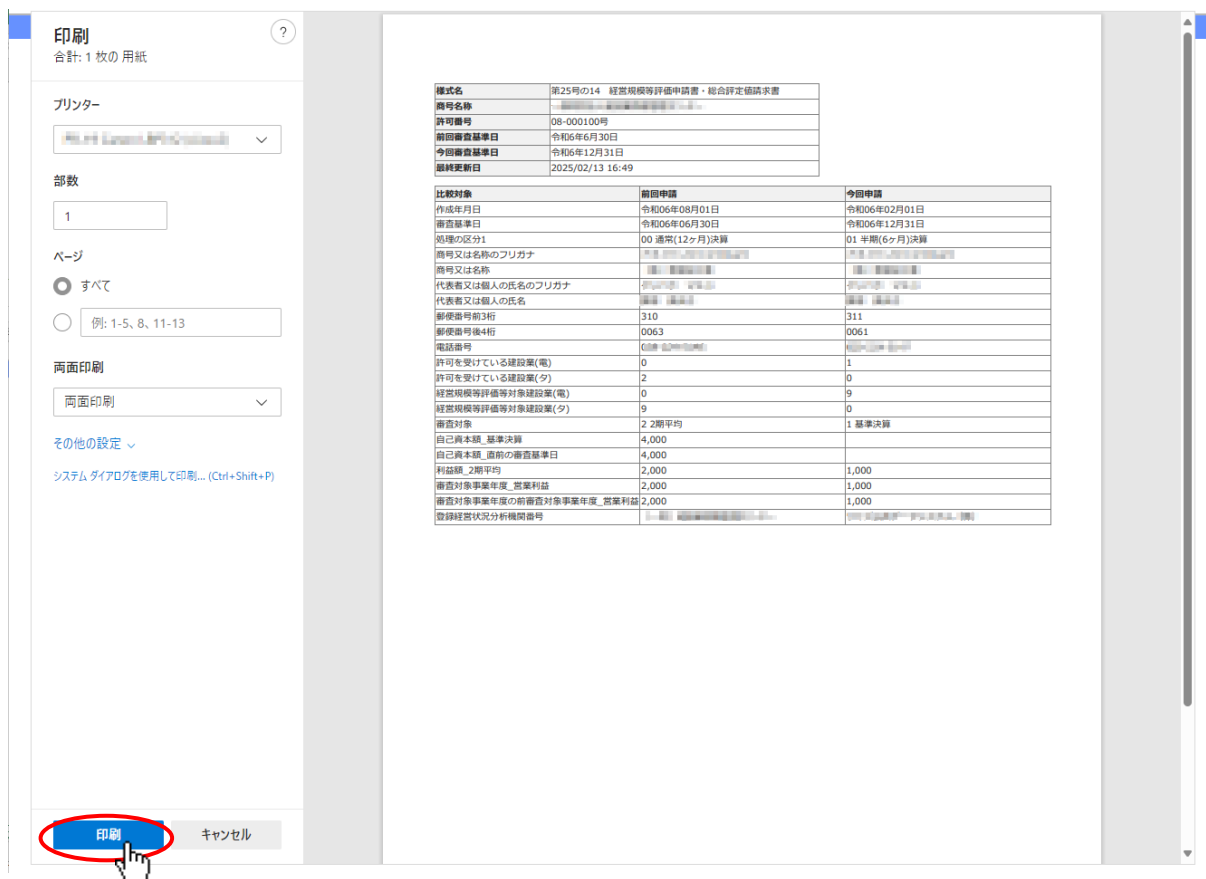 印刷
?
合計: 1 枚の 用紙
プリンター
部数
1
ページ
すべて
例: 1-5、8、11-13
両面印刷
両面印刷
その他の設定
システム ダイアログを使用して印刷... (Ctrl+Shift+P)
印刷 キャンセル
様式名 第25号の14 経営規模等評価申請書・総合評定値請求書
商号名称
許可番号 08-000100号
前回審査基準日 令和6年6月30日
今回審査基準日 令和6年12月31日
最終更新日 2025/02/13 16:49
比較対象 前回申請 今回申請
作成年月日 令和06年08月01日 令和06年02月01日
審査基準日 令和06年06月30日 令和06年12月31日
処理の区分1 00 通常(12ヶ月)決算 01 半期(6ヶ月)決算
商号又は名称のフリガナ
商号又は名称
代表者又は個人の氏名のフリガナ
代表者又は個人の氏名
郵便番号前3桁 310 311
郵便番号後4桁 0063 0061
電話番号
許可を受けている建設業(電) 0 1
許可を受けている建設業(タ) 2 0
経営規模等評価等対象建設業(電) 0 9
経営規模等評価等対象建設業(タ) 9 0
審査対象 2 2期平均 1 基準決算
自己資本額_基準決算 4,000
自己資本額_直前の審査基準日 4,000
利益額_2期平均 2,000 1,000
審査対象事業年度_営業利益 2,000 1,000
審査対象事業年度の前審査対象事業年度_営業利益 2,000 1,000
登録経営状況分析機関番号